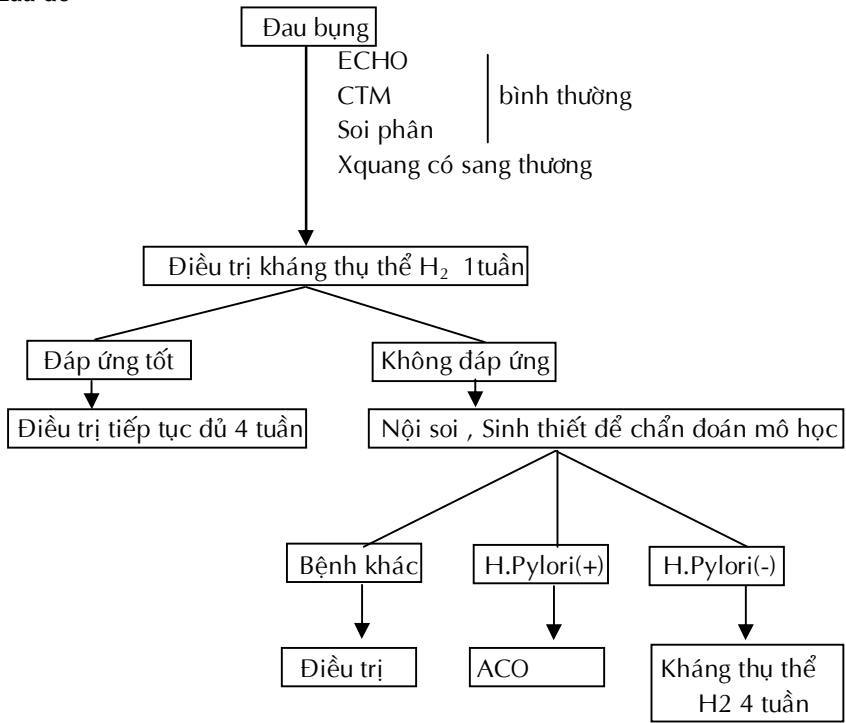 Đau bụng
ECHO
CTM
bình thường
Soi phân
Xquang có sang thương
Điều trị kháng thụ thể H₂ 1tuần
Đáp ứng tốt
Không đáp ứng
Điều trị tiếp tục đủ 4 tuần
Nội soi , Sinh thiết để chẩn đoán mô học
Bệnh khác
H.Pylori(+)
H.Pylori(-)
Điều trị
ACO
Kháng thụ thể
H2 4 tuần